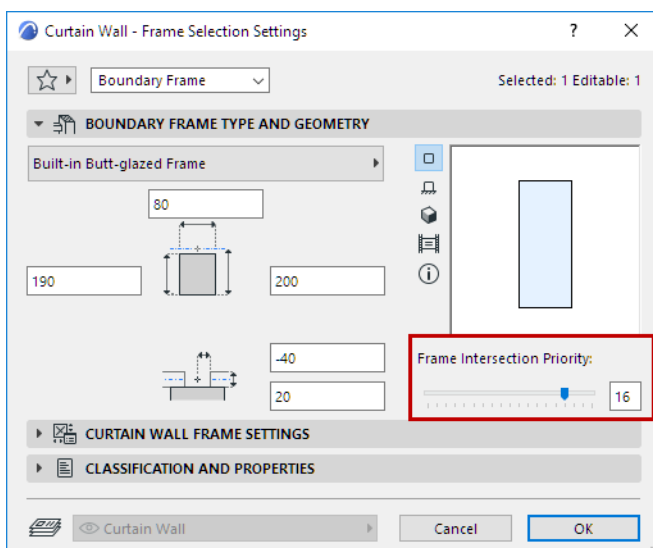 Curtain Wall - Frame Selection Settings
?
Boundary Frame
Selected: 1 Editable: 1
BOUNDARY FRAME TYPE AND GEOMETRY
Built-in Butt-glazed Frame
80
190
200
-40
20
Frame Intersection Priority:
16
CURTAIN WALL FRAME SETTINGS
CLASSIFICATION AND PROPERTIES
Curtain Wall
Cancel
OK